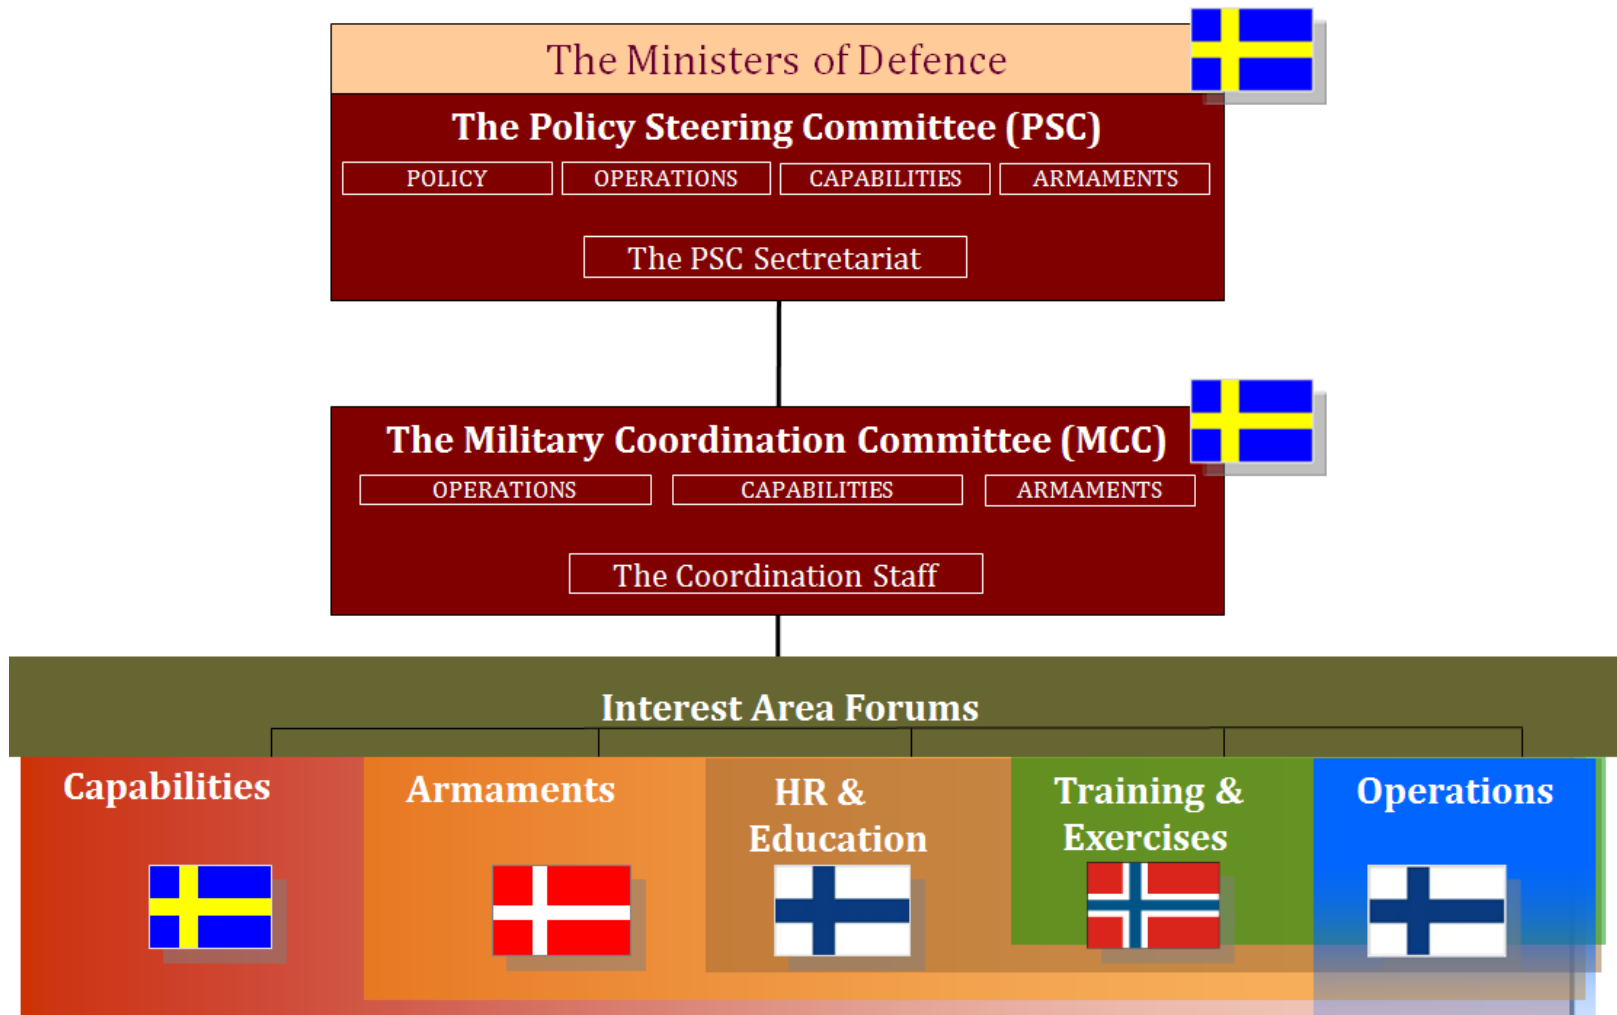 The Ministers of Defence
The Policy Steering Committee (PSC)
POLICY
OPERATIONS
CAPABILITIES
ARMAMENTS
The PSC Sectretariat
The Military Coordination Committee (MCC)
OPERATIONS
CAPABILITIES
ARMAMENTS
The Coordination Staff
Interest Area Forums
Capabilities
Armaments
HR &
Education
Training &
Exercises
Operations